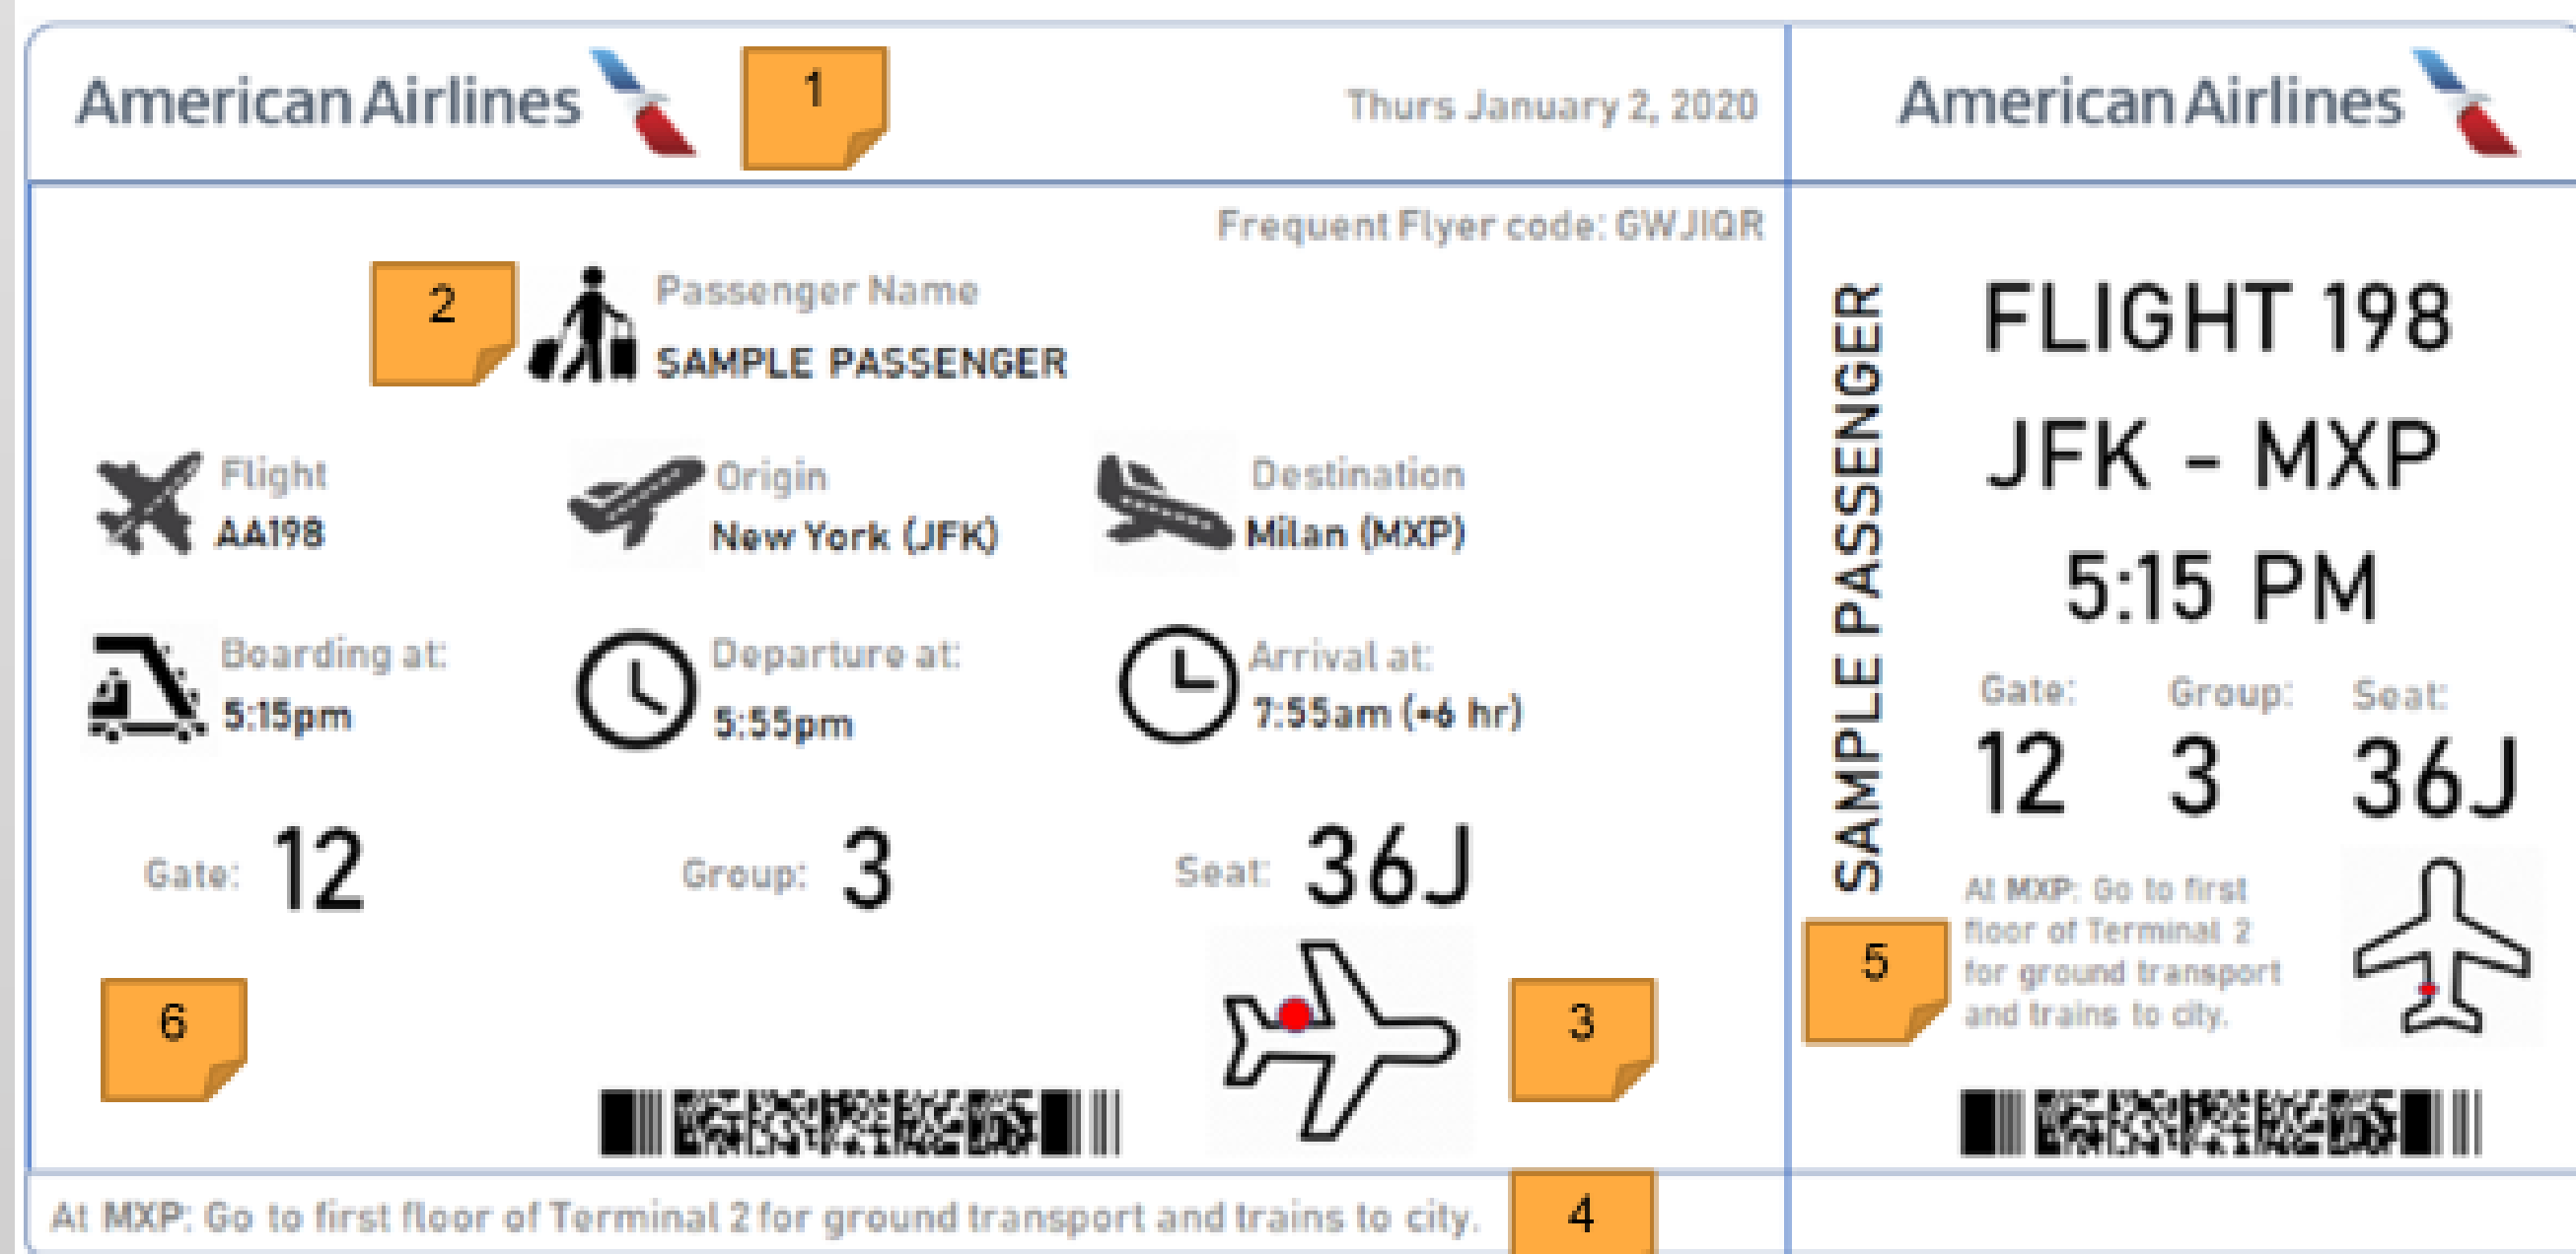 American Airlines
1
Thurs January 2, 2020
Frequent Flyer code: GWJIQR
2
Passenger Name
SAMPLE PASSENGER
Flight
AA198
Origin
New York (JFK)
Destination
Milan (MXP)
Boarding at:
5:15pm
Departure at:
5:55pm
Arrival at:
7:55am (+6 hr)
Gate: 12
Group: 3
Seat: 36J
6
3
At MXP: Go to first floor of Terminal 2 for ground transport and trains to city.
4
American Airlines
SAMPLE PASSENGER
FLIGHT 198
JFK - MXP
5:15 PM
Gate: Group: Seat:
12 3 36J
5
At MXP: Go to first
floor of Terminal 2
for ground transport
and trains to city.